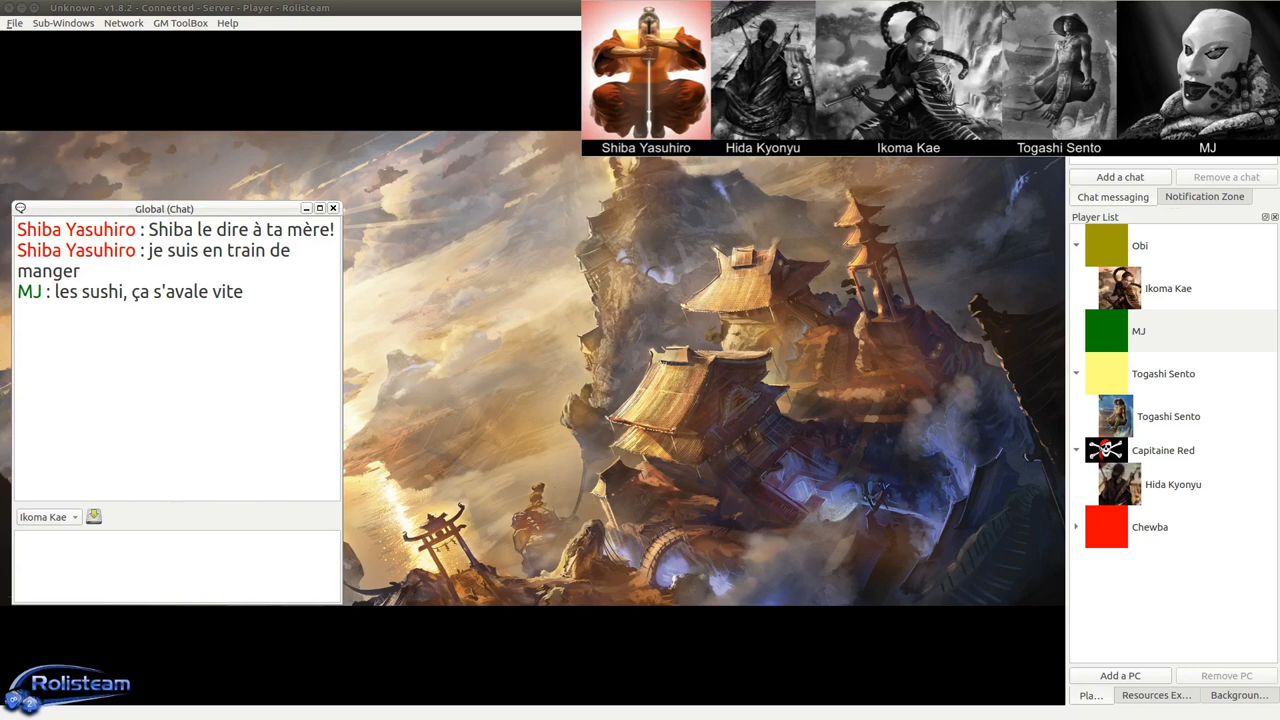 Unknown - v1.8.2 - Connected - Server - Player - Rolisteam
File Sub-Windows Network GM ToolBox Help
Shiba Yasuhiro Hida Kyonyu Ikoma Kae Togashi Sento MJ
Add a chat Remove a chat
Chat messaging Notification Zone
Player List
Obi
Ikoma Kae
MJ
Togashi Sento
Togashi Sento
Capitaine Red
Hida Kyonyu
Chewba
Add a PC Remove PC
Pla... Resources Ex... Backgroun...
Global (Chat)
Shiba Yasuhiro : Shiba le dire à ta mère!
Shiba Yasuhiro : je suis en train de
manger
MJ : les sushi, ça s'avale vite
Ikoma Kae
Rolisteam